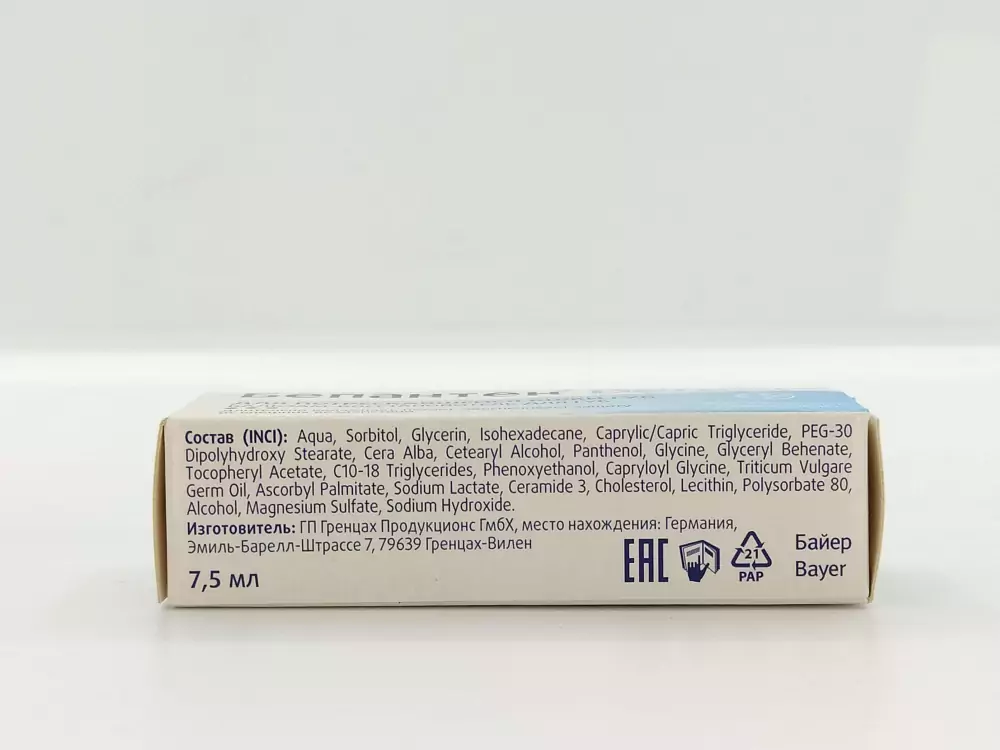 Бепантен
Состав (INCI): Aqua, Sorbitol, Glycerin, Isohexadecane, Caprylic/Capric Triglyceride, PEG-30
Dipolyhydroxy Stearate, Cera Alba, Cetearyl Alcohol, Panthenol, Glycine, Glyceryl Behenate,
Tocopheryl Acetate, C10-18 Triglycerides, Phenoxyethanol, Capryloyl Glycine, Triticum Vulgare
Germ Oil, Ascorbyl Palmitate, Sodium Lactate, Ceramide 3, Cholesterol, Lecithin, Polysorbate 80,
Alcohol, Magnesium Sulfate, Sodium Hydroxide.
Изготовитель: ГП Гренцах Продукционс ГмбХ, место нахождения: Германия,
Эмиль-Барелл-Штрассе 7, 79639 Гренцах-Вилен
7,5 мл
EAC
21
PAP
Байер
Bayer